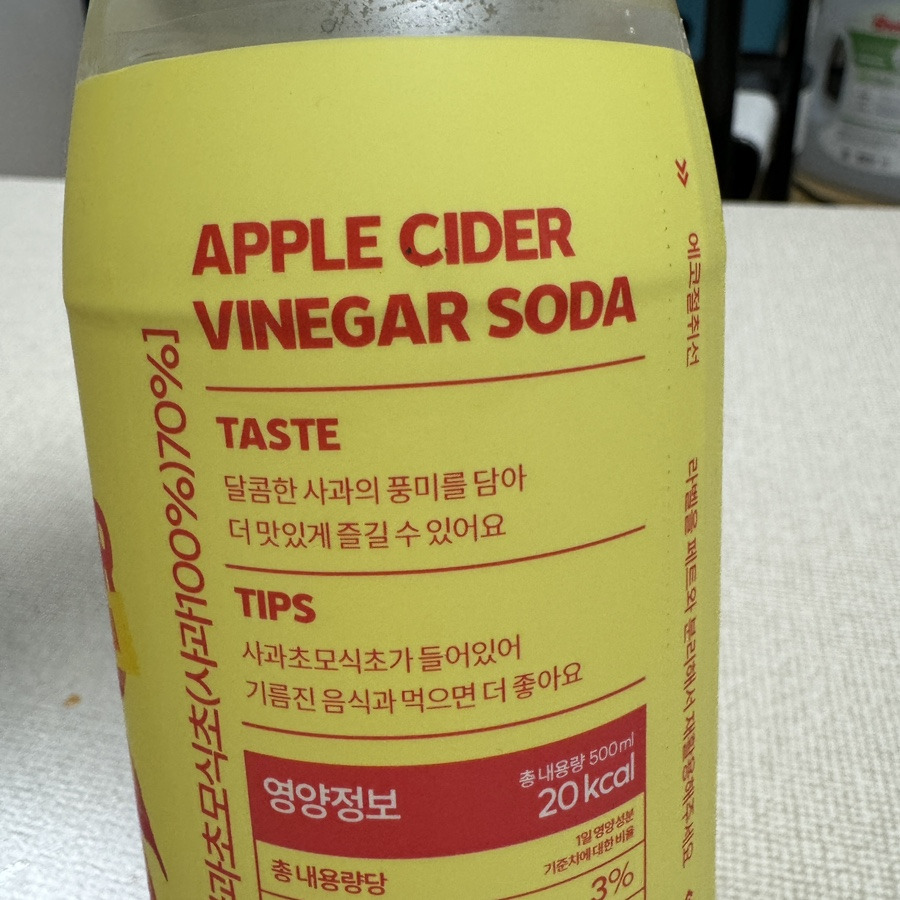 APPLE CIDER
VINEGAR SODA
TASTE
달콤한 사과의 풍미를 담아
더 맛있게 즐길 수 있어요
TIPS
사과초모식초가 들어있어
기름진 음식과 먹으면 더 좋아요
영양정보
총 내용량 500ml
20 kcal
1일 영양성분
기준치에 대한 비율
총 내용량당
3%
과초모식초(사과100%)70%]
에코절취선
라벨을 페트와 분리해서 재활용해주세요